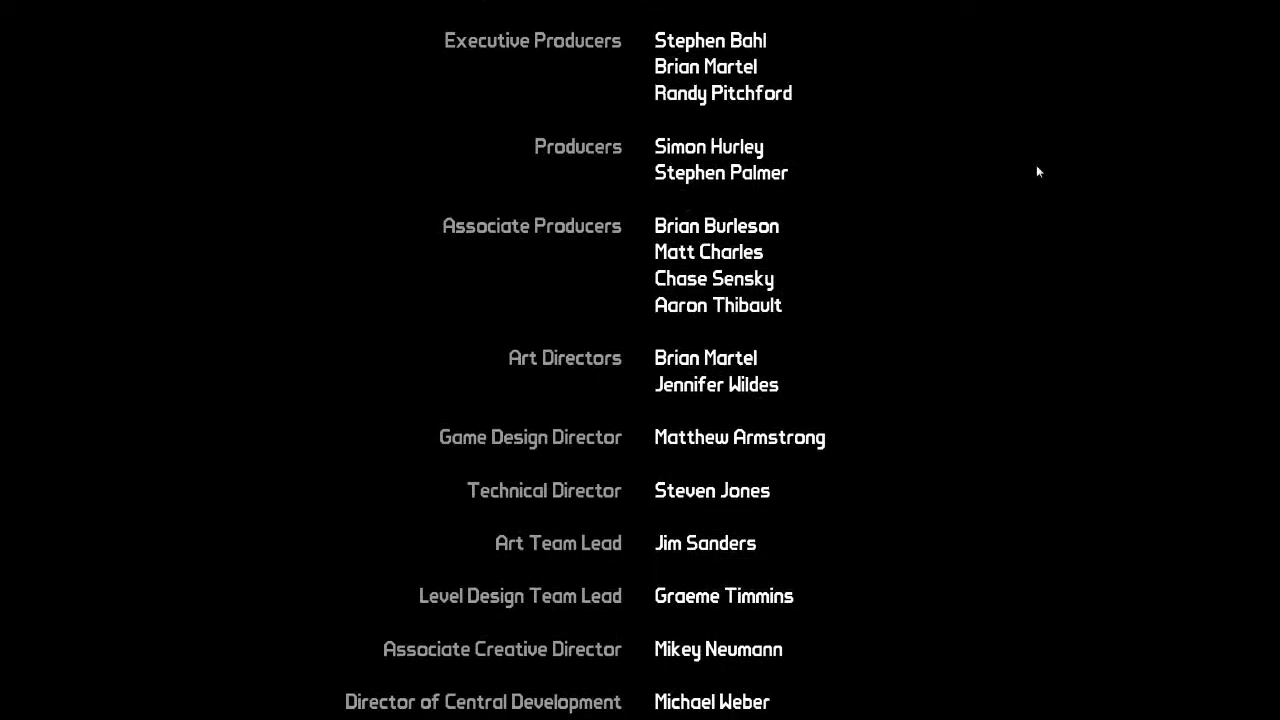 Executive Producers Stephen Bahl
Brian Martel
Randy Pitchford
Producers Simon Hurley
Stephen Palmer
Associate Producers Brian Burleson
Matt Charles
Chase Sensky
Aaron Thibault
Art Directors Brian Martel
Jennifer Wildes
Game Design Director Matthew Armstrong
Technical Director Steven Jones
Art Team Lead Jim Sanders
Level Design Team Lead Graeme Timmins
Associate Creative Director Mikey Neumann
Director of Central Development Michael Weber